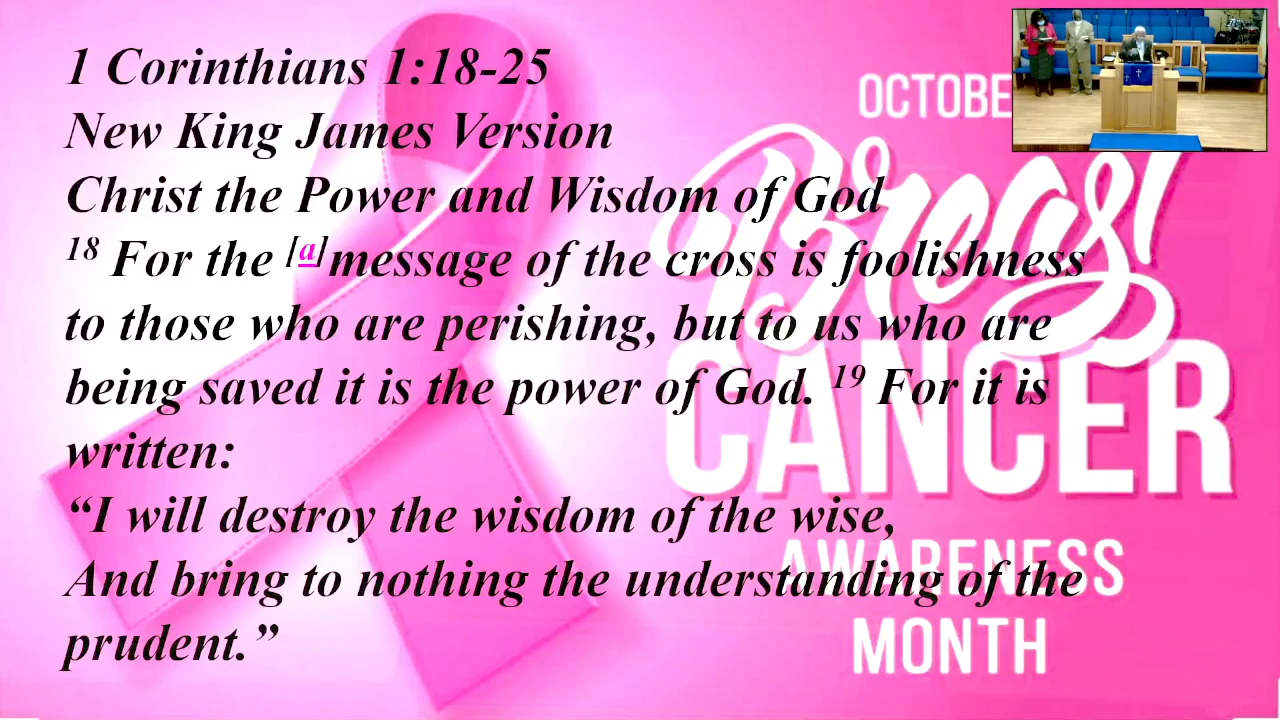 1 Corinthians 1:18-25
New King James Version
Christ the Power and Wisdom of God
18 For the [a]message of the cross is foolishness
to those who are perishing, but to us who are
being saved it is the power of God. 19 For it is
written:
“I will destroy the wisdom of the wise,
And bring to nothing the understanding of the
prudent.”
OCTOBE
Breast
CANCER
AWARENESS
MONTH